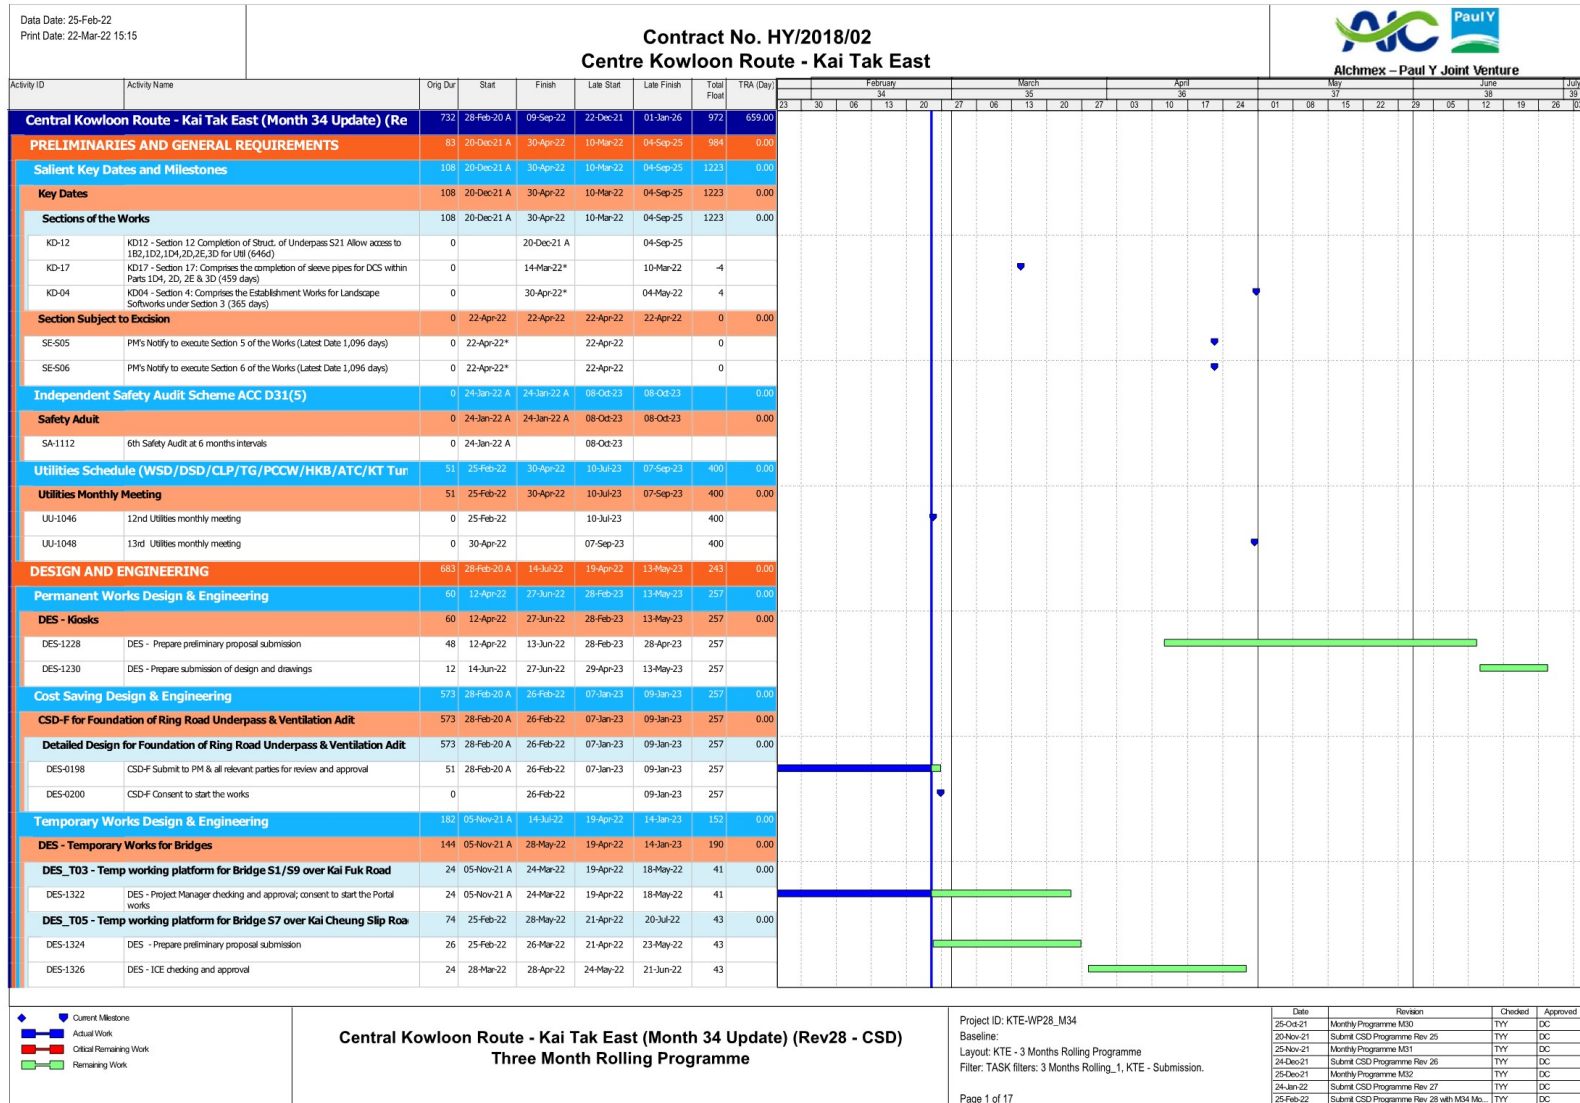 Data Date: 25-Feb-22
Print Date: 22-Mar-22 15:15
Contract No. HY/2018/02
Centre Kowloon Route - Kai Tak East
AJC
Paul Y
Alchmex – Paul Y Joint Venture
Activity ID Activity Name Orig Dur Start Finish Late Start Late Finish Total Float TRA (Day)
February March April May June July
34 35 36 37 38 39
23 30 06 13 20 27 06 13 20 27 03 10 17 24 01 08 15 22 29 05 12 19 26
Central Kowloon Route - Kai Tak East (Month 34 Update) (Re 732 28-Feb-20 A 09-Sep-22 22-Dec-21 01-Jan-26 972 659.00
PRELIMINARIES AND GENERAL REQUIREMENTS 83 20-Dec-21 A 30-Apr-22 10-Mar-22 04-Sep-25 984 0.00
Salient Key Dates and Milestones 108 20-Dec-21 A 30-Apr-22 10-Mar-22 04-Sep-25 1223 0.00
Key Dates 108 20-Dec-21 A 30-Apr-22 10-Mar-22 04-Sep-25 1223 0.00
Sections of the Works 108 20-Dec-21 A 30-Apr-22 10-Mar-22 04-Sep-25 1223 0.00
KD-12 KD12 - Section 12 Completion of Struct. of Underpass S21 Allow access to 0 20-Dec-21 A 04-Sep-25
1B2,1D2,1D4,2D,2E,3D for Util (646d)
KD-17 KD17 - Section 17: Comprises the completion of sleeve pipes for DCS within 0 14-Mar-22* 10-Mar-22 -4
Parts 1D4, 2D, 2E & 3D (459 days)
KD-04 KD04 - Section 4: Comprises the Establishment Works for Landscape 0 30-Apr-22* 04-May-22 4
Softworks under Section 3 (365 days)
Section Subject to Excision 0 22-Apr-22 22-Apr-22 22-Apr-22 22-Apr-22 0 0.00
SE-S05 PM's Notify to execute Section 5 of the Works (Latest Date 1,096 days) 0 22-Apr-22* 22-Apr-22 0
SE-S06 PM's Notify to execute Section 6 of the Works (Latest Date 1,096 days) 0 22-Apr-22* 22-Apr-22 0
Independent Safety Audit Scheme ACC D31(5) 0 24-Jan-22 A 24-Jan-22 A 08-Oct-23 08-Oct-23 0.00
Safety Aduit 0 24-Jan-22 A 24-Jan-22 A 08-Oct-23 08-Oct-23 0.00
SA-1112 6th Safety Audit at 6 months intervals 0 24-Jan-22 A 08-Oct-23
Utilities Schedule (WSD/DSD/CLP/TG/PCCW/HKB/ATC/KT Tur 51 25-Feb-22 30-Apr-22 10-Jul-23 07-Sep-23 400 0.00
Utilities Monthly Meeting 51 25-Feb-22 30-Apr-22 10-Jul-23 07-Sep-23 400 0.00
UU-1046 12nd Utilities monthly meeting 0 25-Feb-22 10-Jul-23 400
UU-1048 13rd Utilities monthly meeting 0 30-Apr-22 07-Sep-23 400
DESIGN AND ENGINEERING 683 28-Feb-20 A 14-Jul-22 19-Apr-22 13-May-23 243 0.00
Permanent Works Design & Engineering 60 12-Apr-22 27-Jun-22 28-Feb-23 13-May-23 257 0.00
DES - Kiosks 60 12-Apr-22 27-Jun-22 28-Feb-23 13-May-23 257 0.00
DES-1228 DES - Prepare preliminary proposal submission 48 12-Apr-22 13-Jun-22 28-Feb-23 28-Apr-23 257
DES-1230 DES - Prepare submission of design and drawings 12 14-Jun-22 27-Jun-22 29-Apr-23 13-May-23 257
Cost Saving Design & Engineering 573 28-Feb-20 A 26-Feb-22 07-Jan-23 09-Jan-23 257 0.00
CSD-F for Foundation of Ring Road Underpass & Ventilation Adit 573 28-Feb-20 A 26-Feb-22 07-Jan-23 09-Jan-23 257 0.00
Detailed Design for Foundation of Ring Road Underpass & Ventilation Adit 573 28-Feb-20 A 26-Feb-22 07-Jan-23 09-Jan-23 257 0.00
DES-0198 CSD-F Submit to PM & all relevant parties for review and approval 51 28-Feb-20 A 26-Feb-22 07-Jan-23 09-Jan-23 257
DES-0200 CSD-F Consent to start the works 0 26-Feb-22 09-Jan-23 257
Temporary Works Design & Engineering 182 05-Nov-21 A 14-Jul-22 19-Apr-22 14-Jan-23 152 0.00
DES - Temporary Works for Bridges 144 05-Nov-21 A 28-May-22 19-Apr-22 14-Jan-23 190 0.00
DES_T03 - Temp working platform for Bridge S1/S9 over Kai Fuk Road 24 05-Nov-21 A 24-Mar-22 19-Apr-22 18-May-22 41 0.00
DES-1322 DES - Project Manager checking and approval; consent to start the Portal 24 05-Nov-21 A 24-Mar-22 19-Apr-22 18-May-22 41
works
DES_T05 - Temp working platform for Bridge S7 over Kai Cheung Slip Roa 74 25-Feb-22 28-May-22 21-Apr-22 20-Jul-22 43 0.00
DES-1324 DES - Prepare preliminary proposal submission 26 25-Feb-22 26-Mar-22 21-Apr-22 23-May-22 43
DES-1326 DES - ICE checking and approval 24 28-Mar-22 28-Apr-22 24-May-22 21-Jun-22 43
Current Milestone
Actual Work
Critical Remaining Work
Remaining Work
Central Kowloon Route - Kai Tak East (Month 34 Update) (Rev28 - CSD)
Three Month Rolling Programme
Project ID: KTE-WP28_M34
Baseline:
Layout: KTE - 3 Months Rolling Programme
Filter: TASK filters: 3 Months Rolling_1, KTE - Submission.
Page 1 of 17
Date Revision Checked Approved
25-Oct-21 Monthly Programme M30 TYY DC
20-Nov-21 Submit CSD Programme Rev 25 TYY DC
25-Nov-21 Monthly Programme M31 TYY DC
24-Dec-21 Submit CSD Programme Rev 26 TYY DC
25-Dec-21 Monthly Programme M32 TYY DC
24-Jan-22 Submit CSD Programme Rev 27 TYY DC
25-Feb-22 Submit CSD Programme Rev 28 with M34 Mo... TYY DC